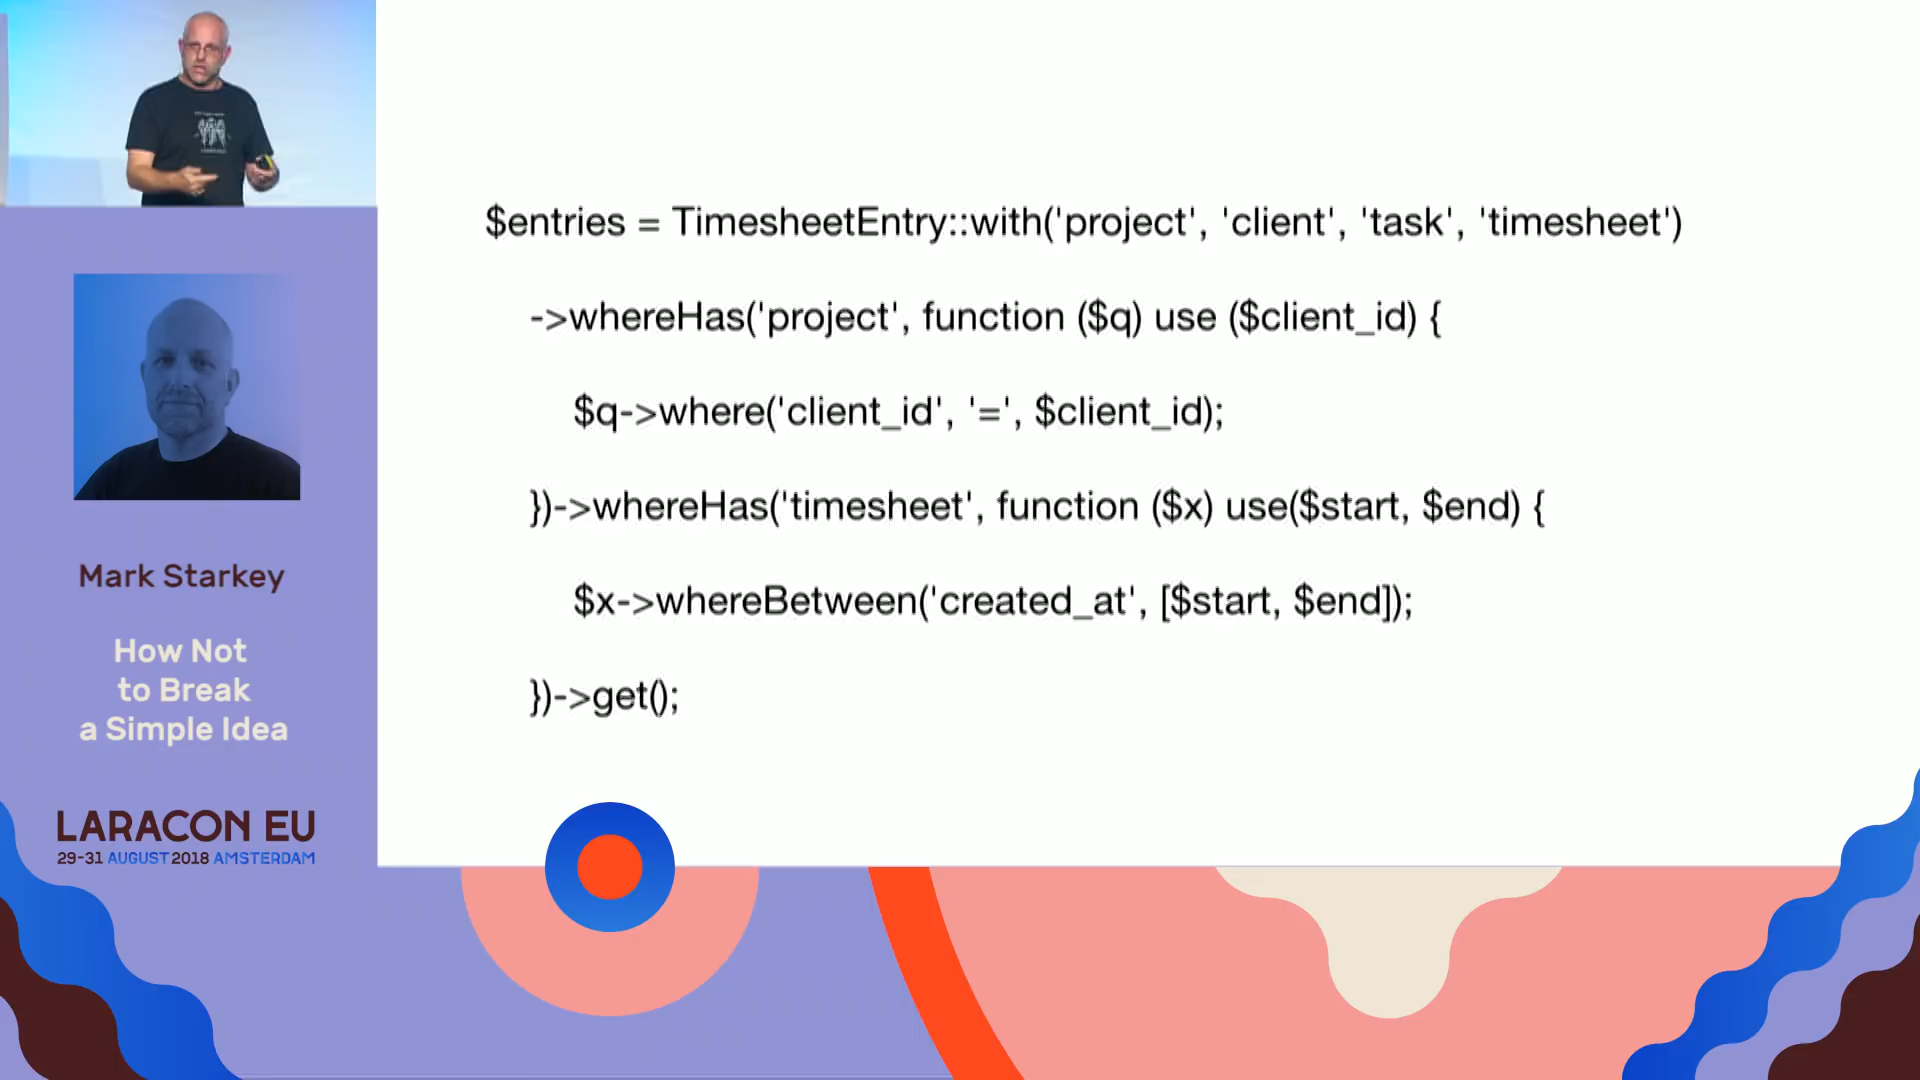 $entries = TimesheetEntry::with('project', 'client', 'task', 'timesheet')
->whereHas('project', function ($q) use ($client_id) {
$q->where('client_id', '=', $client_id);
})->whereHas('timesheet', function ($x) use($start, $end) {
$x->whereBetween('created_at', [$start, $end]);
})->get();
Mark Starkey
How Not
to Break
a Simple Idea
LARACON EU
29-31 AUGUST 2018 AMSTERDAM